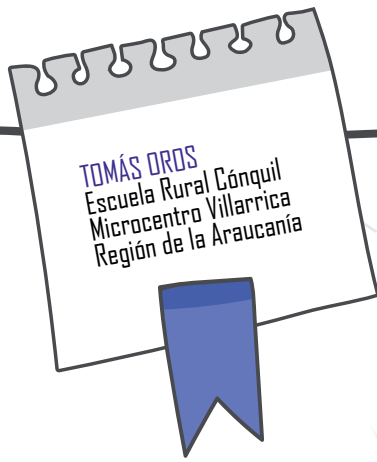 TOMÁS OROS
Escuela Rural Cónquil
Microcentro Villarrica
Región de la Araucanía